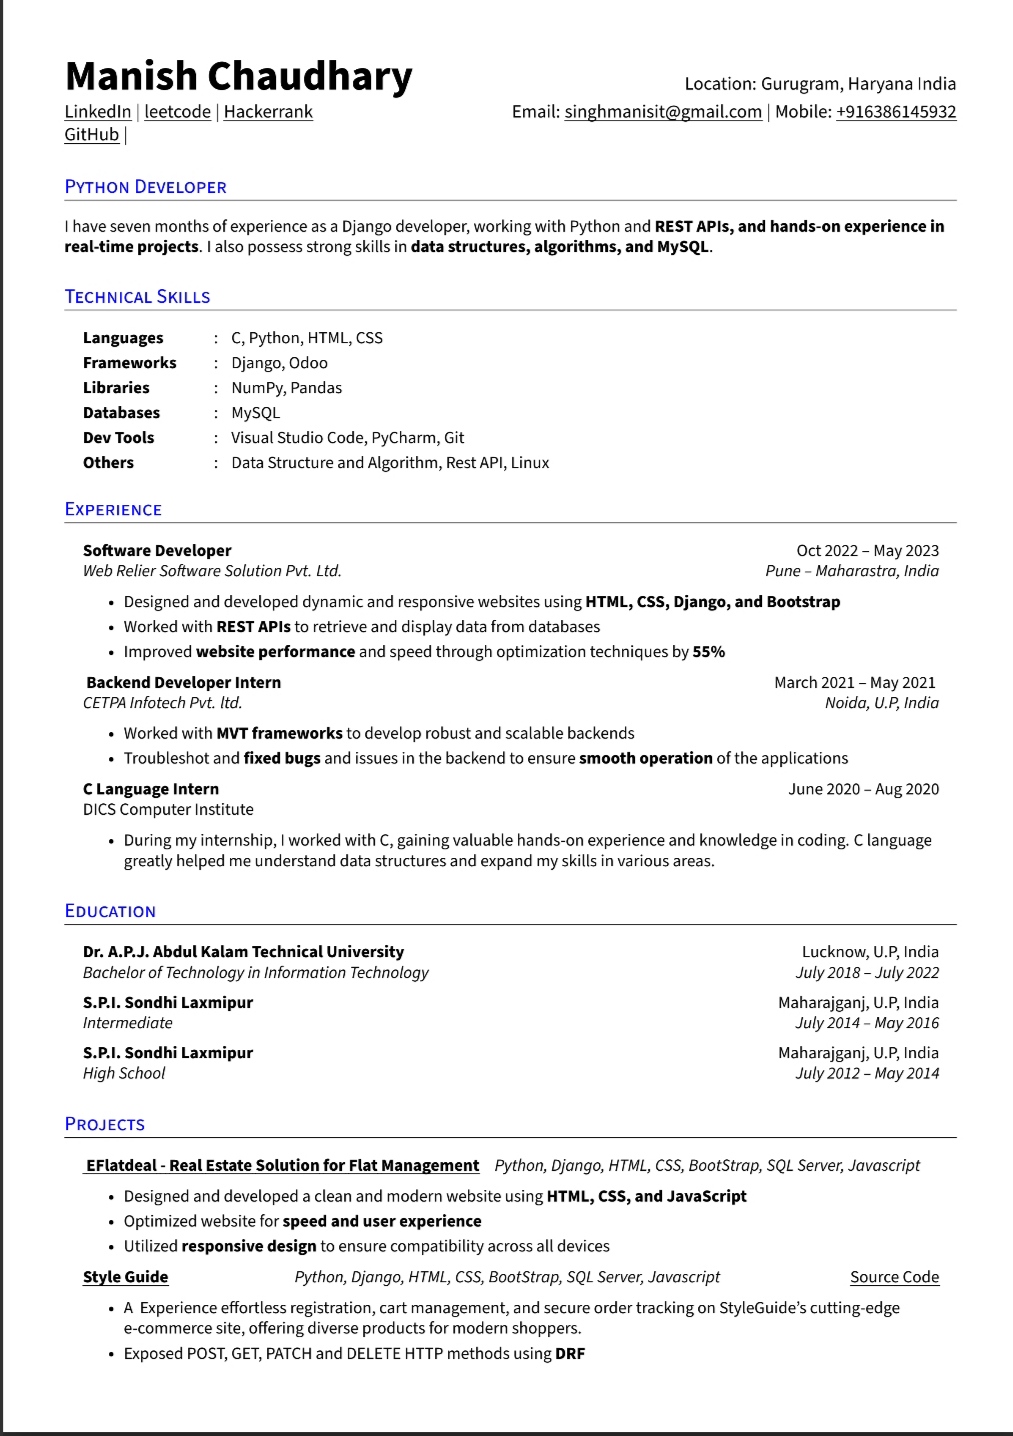 Manish Chaudhary
Location: Gurugram, Haryana India
LinkedIn | leetcode | Hackerrank
Email: singhmanisit@gmail.com | Mobile: +916386145932
GitHub |
Python Developer
I have seven months of experience as a Django developer, working with Python and REST APIs, and hands-on experience in
real-time projects. I also possess strong skills in data structures, algorithms, and MySQL.
Technical Skills
Languages : C, Python, HTML, CSS
Frameworks : Django, Odoo
Libraries : NumPy, Pandas
Databases : MySQL
Dev Tools : Visual Studio Code, PyCharm, Git
Others : Data Structure and Algorithm, Rest API, Linux
Experience
Software Developer Oct 2022 – May 2023
Web Relier Software Solution Pvt. Ltd. Pune – Maharastra, India
• Designed and developed dynamic and responsive websites using HTML, CSS, Django, and Bootstrap
• Worked with REST APIs to retrieve and display data from databases
• Improved website performance and speed through optimization techniques by 55%
Backend Developer Intern March 2021 – May 2021
CETPA Infotech Pvt. ltd. Noida, U.P, India
• Worked with MVT frameworks to develop robust and scalable backends
• Troubleshot and fixed bugs and issues in the backend to ensure smooth operation of the applications
C Language Intern June 2020 – Aug 2020
DICS Computer Institute
• During my internship, I worked with C, gaining valuable hands-on experience and knowledge in coding. C language
greatly helped me understand data structures and expand my skills in various areas.
Education
Dr. A.P.J. Abdul Kalam Technical University Lucknow, U.P, India
Bachelor of Technology in Information Technology July 2018 – July 2022
S.P.I. Sondhi Laxmipur Maharajganj, U.P, India
Intermediate July 2014 – May 2016
S.P.I. Sondhi Laxmipur Maharajganj, U.P, India
High School July 2012 – May 2014
Projects
EFlatdeal - Real Estate Solution for Flat Management Python, Django, HTML, CSS, BootStrap, SQL Server, Javascript
• Designed and developed a clean and modern website using HTML, CSS, and JavaScript
• Optimized website for speed and user experience
• Utilized responsive design to ensure compatibility across all devices
Style Guide Python, Django, HTML, CSS, BootStrap, SQL Server, Javascript Source Code
• A Experience effortless registration, cart management, and secure order tracking on StyleGuide’s cutting-edge
e-commerce site, offering diverse products for modern shoppers.
• Exposed POST, GET, PATCH and DELETE HTTP methods using DRF